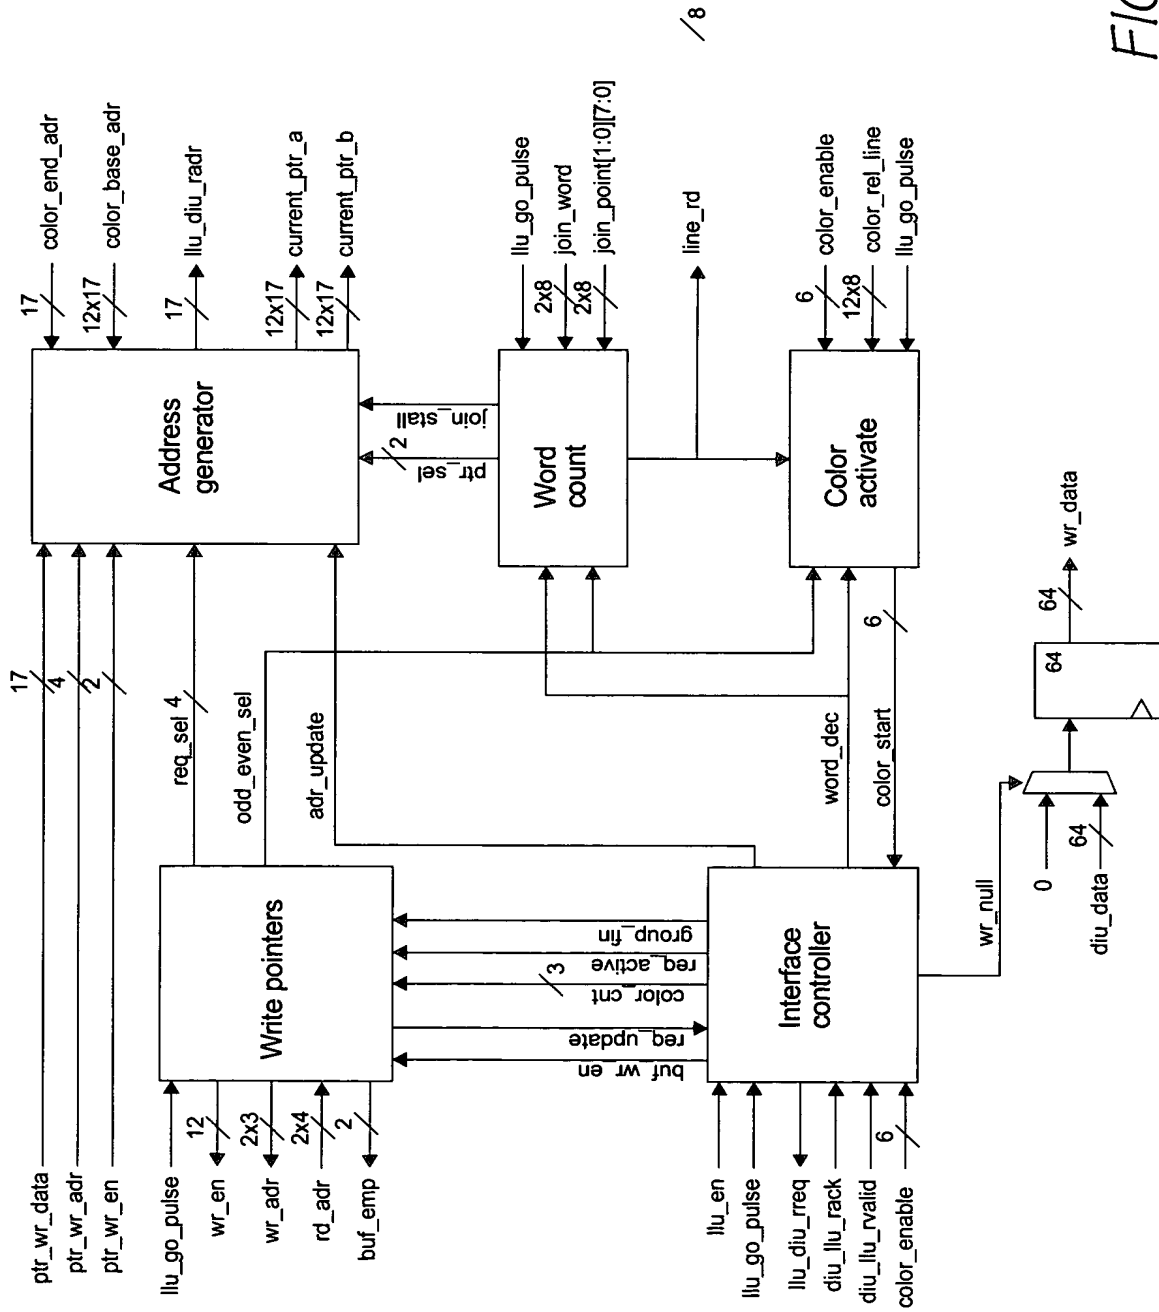 ptr_wr_data
ptr_wr_adr
ptr_wr_en
17
4
2
color_end_adr
17
color_base_adr
12x17
llu_diu_radr
17
current_ptr_a
12x17
current_ptr_b
12x17
Address
generator
llu_go_pulse
wr_en
12
wr_adr
2x3
rd_adr
2x4
buf_emp
2
Write pointers
req_sel
4
odd_even_sel
adr_update
ptr_sel
2
join_stall
Word
count
llu_go_pulse
join_word
2x8
join_point[1:0][7:0]
2x8
line_rd
8
buf_wr_en
req_update
color_cnt
3
req_active
group_fin
llu_en
llu_go_pulse
llu_diu_rreq
diu_llu_rack
diu_llu_rvalid
color_enable
6
Interface
controller
word_dec
color_start
6
Color
activate
color_enable
6
color_rel_line
12x8
llu_go_pulse
wr_null
0
diu_data
64
64
64
wr_data